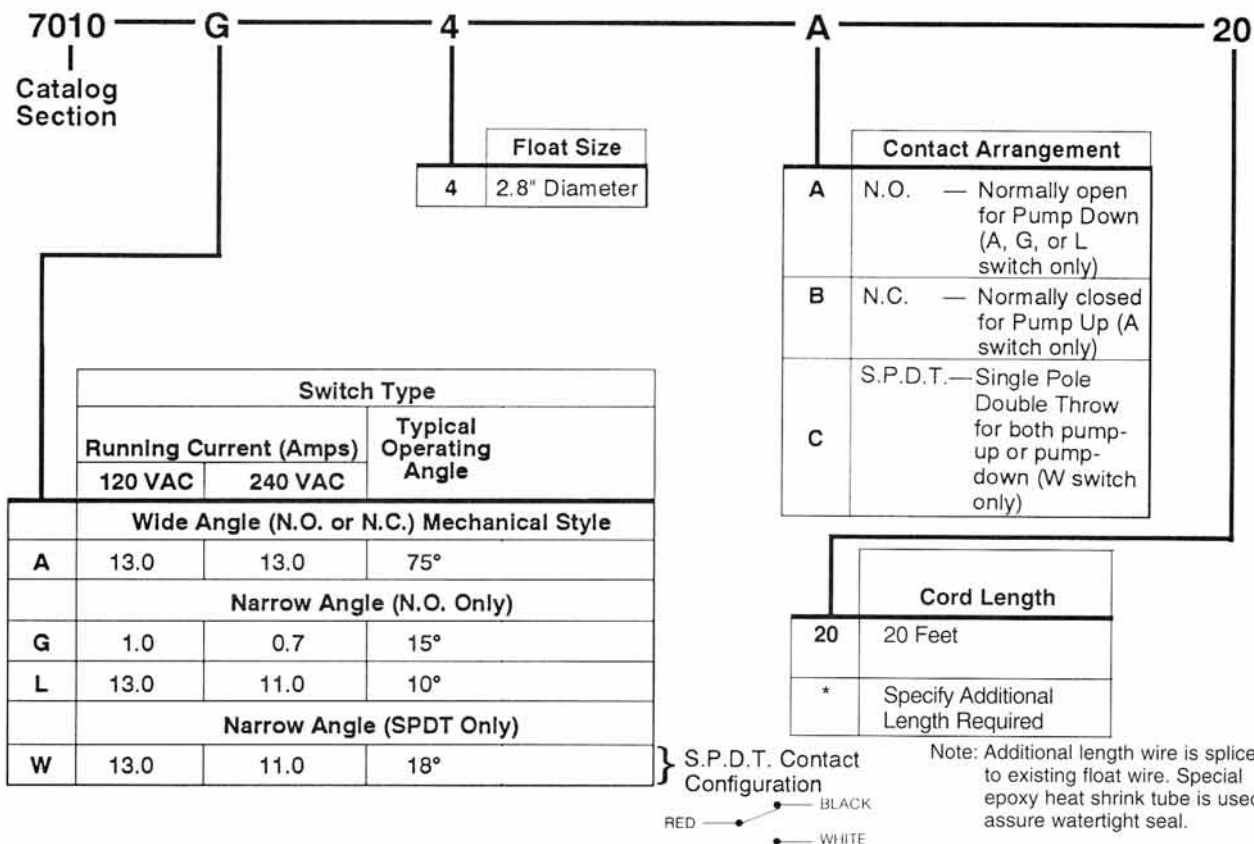 7010 G 4 A 20
Catalog
Section
Float Size
4 2.8" Diameter
Contact Arrangement
A N.O. — Normally open
for Pump Down
(A, G, or L
switch only)
B N.C. — Normally closed
for Pump Up (A
switch only)
C S.P.D.T.—Single Pole
Double Throw
for both pump-
up or pump-
down (W switch
only)
Switch Type
Running Current (Amps)
Typical
Operating
Angle
120 VAC 240 VAC
Wide Angle (N.O. or N.C.) Mechanical Style
A 13.0 13.0 75°
Narrow Angle (N.O. Only)
G 1.0 0.7 15°
L 13.0 11.0 10°
Narrow Angle (SPDT Only)
W 13.0 11.0 18°
} S.P.D.T. Contact
Configuration
RED
BLACK
WHITE
Cord Length
20 20 Feet
* Specify Additional
Length Required
Note: Additional length wire is splice
to existing float wire. Special
epoxy heat shrink tube is used
assure watertight seal.